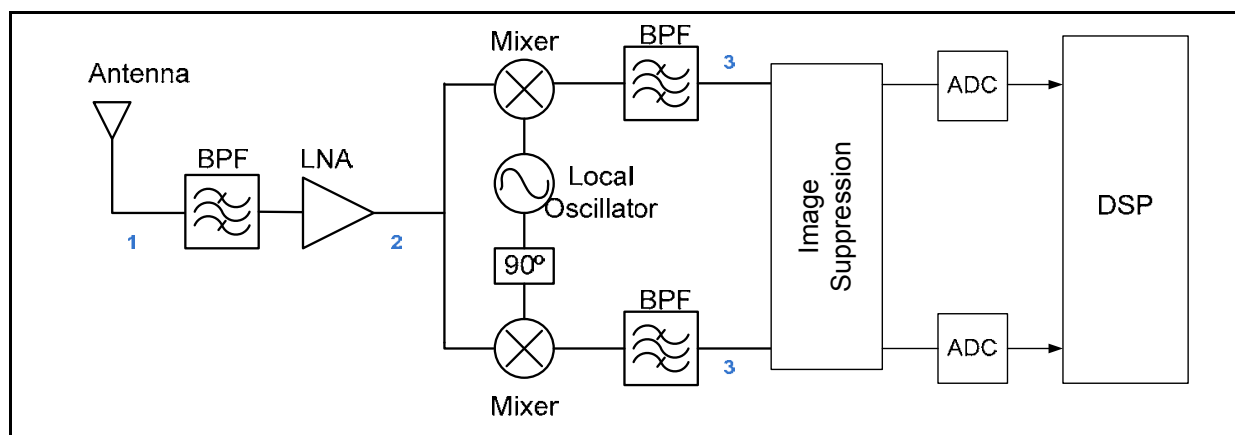 Mixer
BPF
3
Antenna
ADC
BPF
LNA
Local
Oscillator
1
2
Image
Suppression
DSP
90º
BPF
ADC
3
Mixer